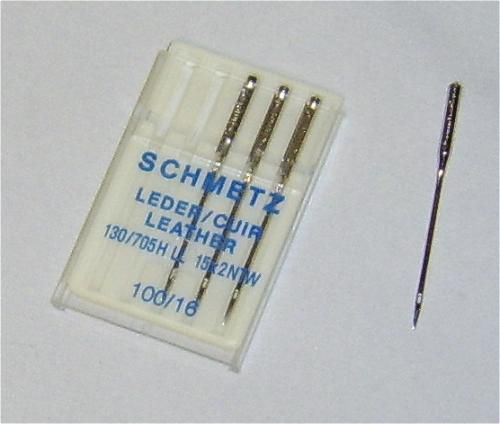 SCHMETZ
LEDER/CUIR
LEATHER
130/705H LL 15x2NTW
100/16